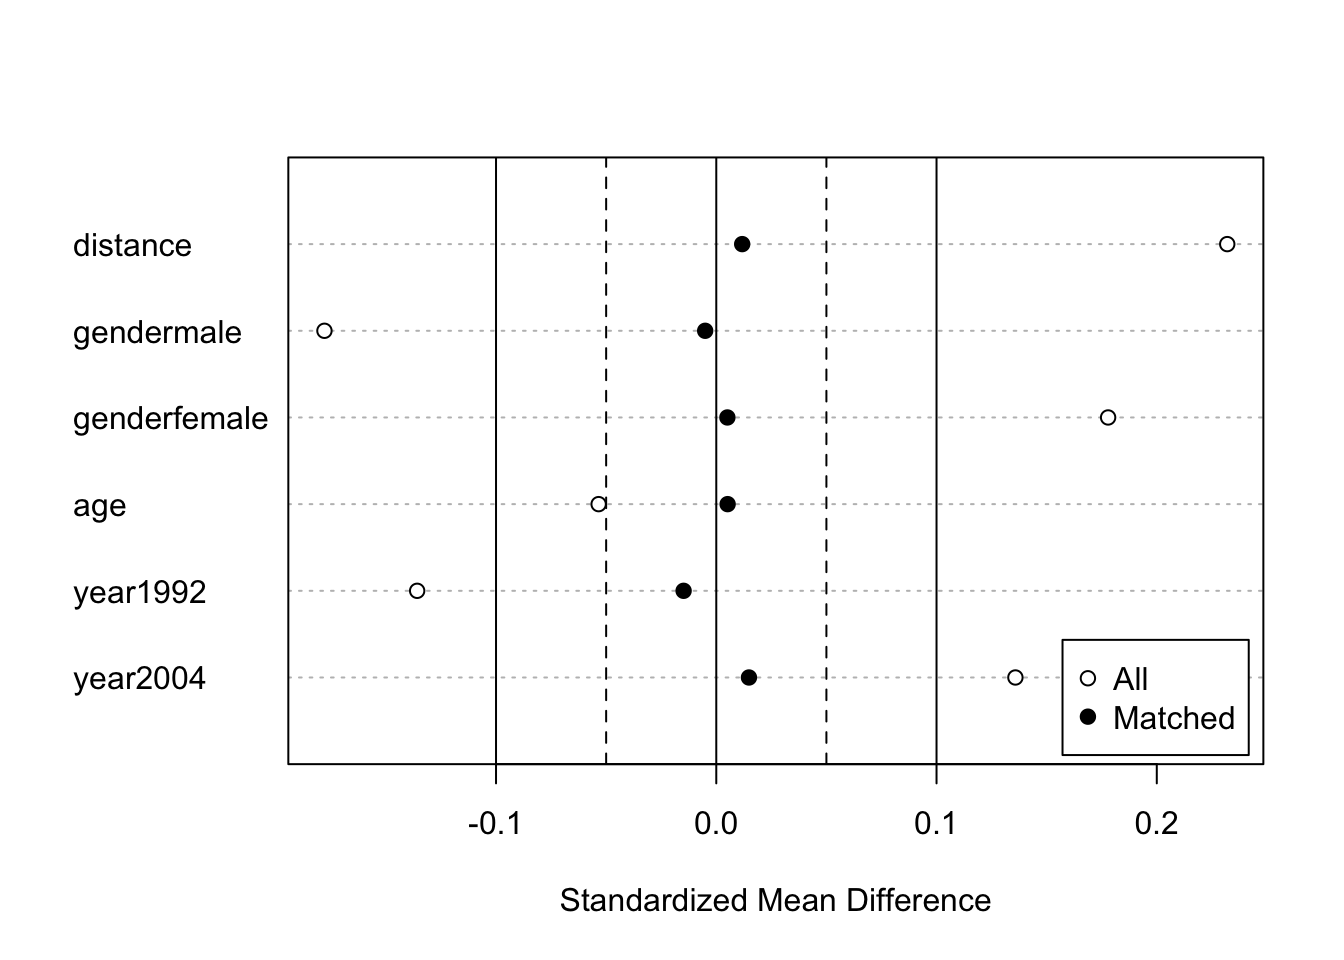 distance
gendermale
genderfemale
age
year1992
year2004
All
Matched
-0.1 0.0 0.1 0.2
Standardized Mean Difference